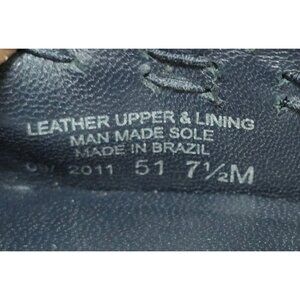 LEATHER UPPER & LINING
MAN MADE SOLE
MADE IN BRAZIL
2011 51 7½M